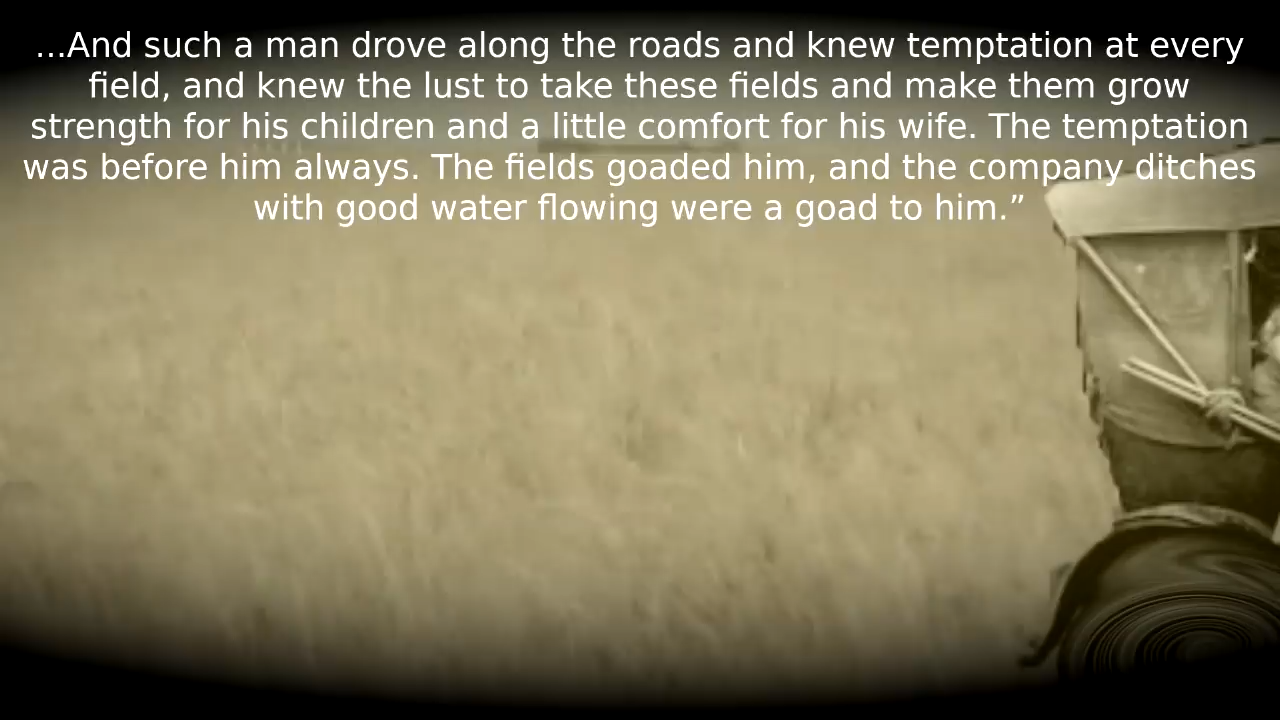 ...And such a man drove along the roads and knew temptation at every
field, and knew the lust to take these fields and make them grow
strength for his children and a little comfort for his wife. The temptation
was before him always. The fields goaded him, and the company ditches
with good water flowing were a goad to him.”